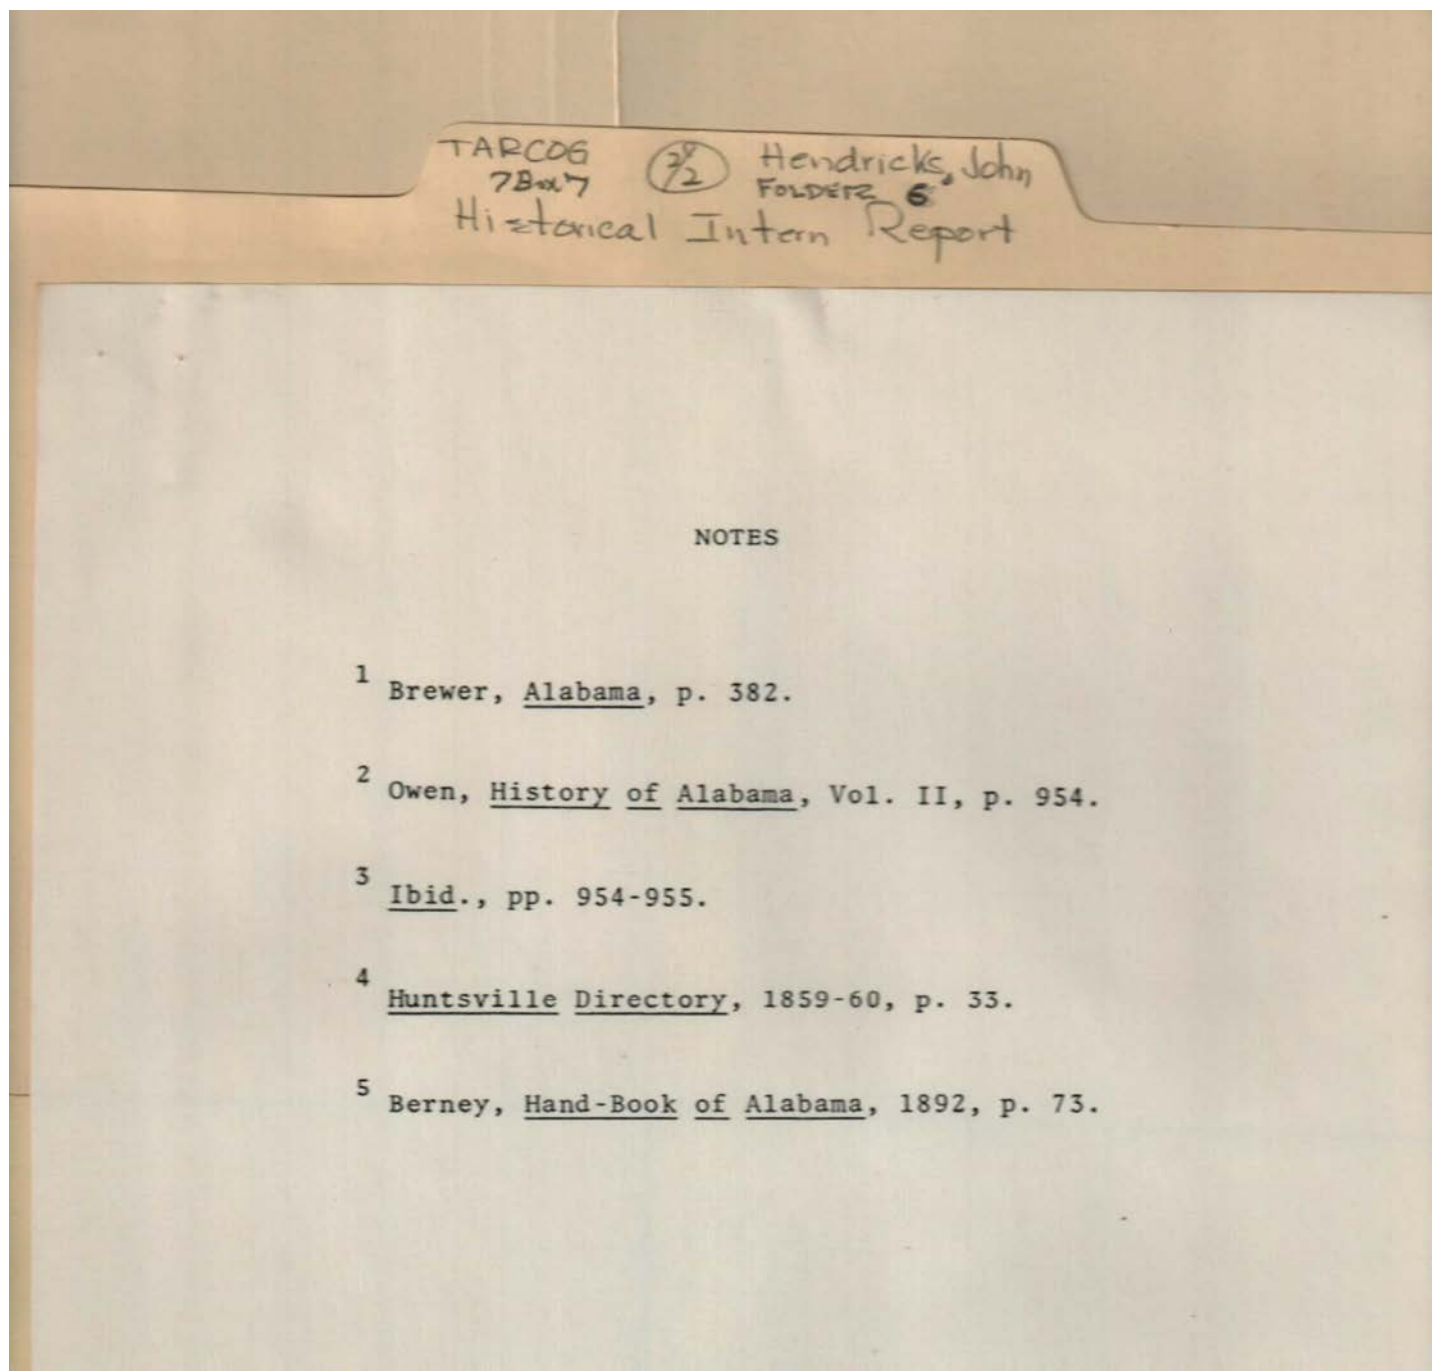 TARCOG
Hendricks, John
FOLDER 6
Historical Intern Report
NOTES
1 Brewer, Alabama, p. 382.
2 Owen, History of Alabama, Vol. II, p. 954.
3 Ibid., pp. 954-955.
4 Huntsville Directory, 1859-60, p. 33.
5 Berney, Hand-Book of Alabama, 1892, p. 73.